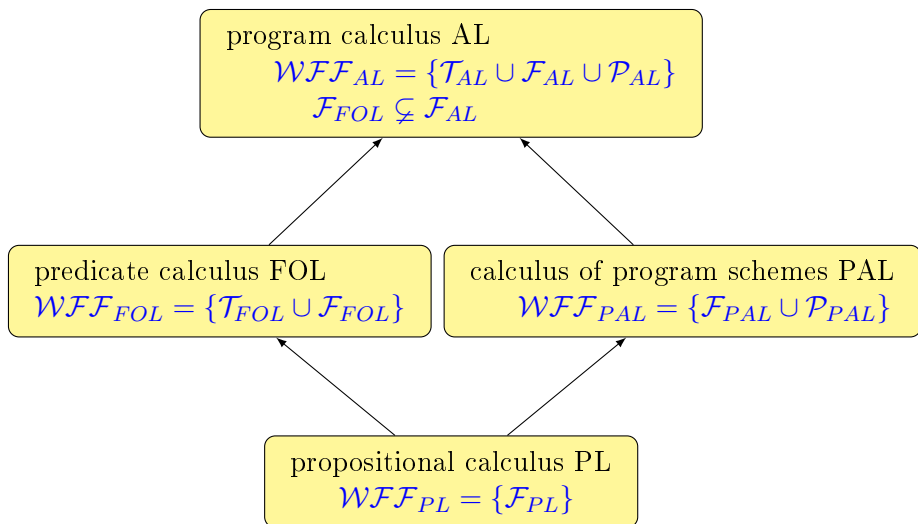 program calculus AL
𝒲ℱℱ_{AL} = {𝒯_{AL} ∪ ℱ_{AL} ∪ 𝒫_{AL}}
ℱ_{FOL} ⊊ ℱ_{AL}
predicate calculus FOL
𝒲ℱℱ_{FOL} = {𝒯_{FOL} ∪ ℱ_{FOL}}
calculus of program schemes PAL
𝒲ℱℱ_{PAL} = {ℱ_{PAL} ∪ 𝒫_{PAL}}
propositional calculus PL
𝒲ℱℱ_{PL} = {ℱ_{PL}}